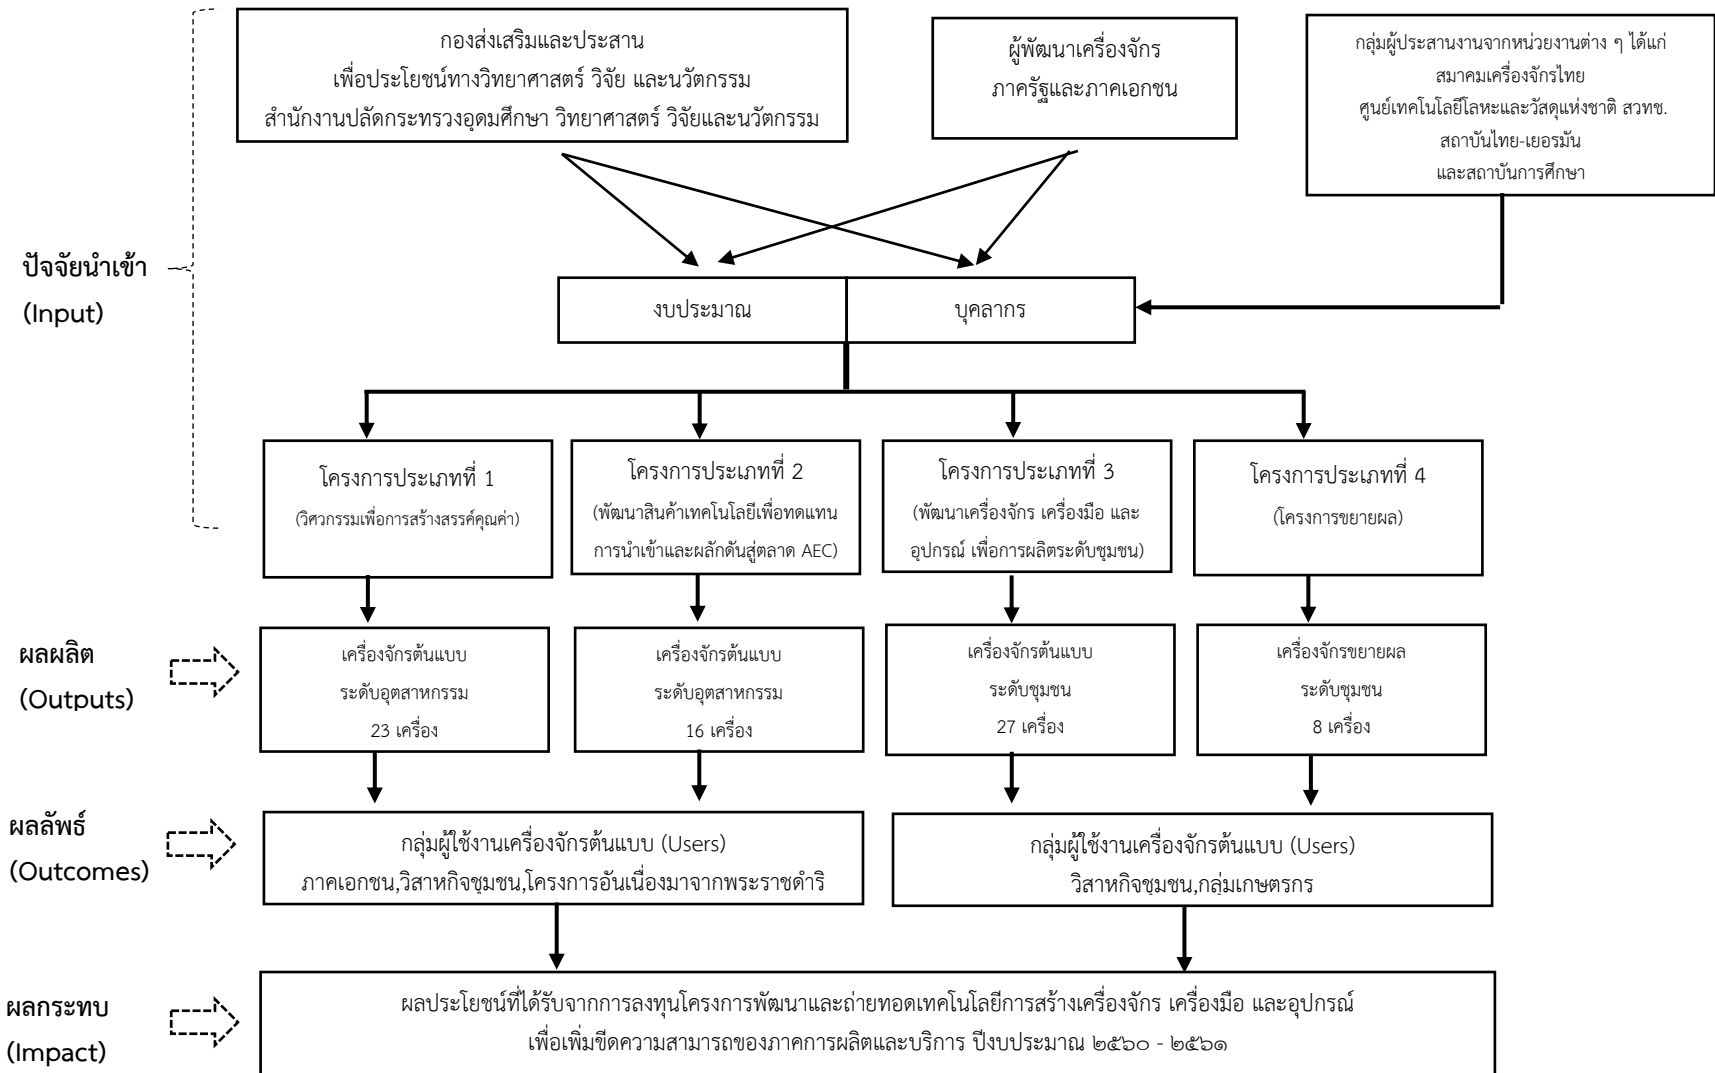 กองส่งเสริมและประสาน
เพื่อประโยชน์ทางวิทยาศาสตร์ วิจัย และนวัตกรรม
สำนักงานปลัดกระทรวงอุดมศึกษา วิทยาศาสตร์ วิจัยและนวัตกรรม
ผู้พัฒนาเครื่องจักร
ภาครัฐและภาคเอกชน
กลุ่มผู้ประสานงานจากหน่วยงานต่าง ๆ ได้แก่
สมาคมเครื่องจักรไทย
ศูนย์เทคโนโลยีโลหะและวัสดุแห่งชาติ สวทช.
สถาบันไทย-เยอรมัน
และสถาบันการศึกษา
ปัจจัยนำเข้า
(Input)
งบประมาณ
บุคลากร
โครงการประเภทที่ 1
(วิศวกรรมเพื่อการสร้างสรรค์คุณค่า)
โครงการประเภทที่ 2
(พัฒนาสินค้าเทคโนโลยีเพื่อทดแทน
การนำเข้าและผลักดันสู่ตลาด AEC)
โครงการประเภทที่ 3
(พัฒนาเครื่องจักร เครื่องมือ และ
อุปกรณ์ เพื่อการผลิตระดับชุมชน)
โครงการประเภทที่ 4
(โครงการขยายผล)
ผลผลิต
(Outputs)
เครื่องจักรต้นแบบ
ระดับอุตสาหกรรม
23 เครื่อง
เครื่องจักรต้นแบบ
ระดับอุตสาหกรรม
16 เครื่อง
เครื่องจักรต้นแบบ
ระดับชุมชน
27 เครื่อง
เครื่องจักรขยายผล
ระดับชุมชน
8 เครื่อง
ผลลัพธ์
(Outcomes)
กลุ่มผู้ใช้งานเครื่องจักรต้นแบบ (Users)
ภาคเอกชน,วิสาหกิจชุมชน,โครงการอันเนื่องมาจากพระราชดำริ
กลุ่มผู้ใช้งานเครื่องจักรต้นแบบ (Users)
วิสาหกิจชุมชน,กลุ่มเกษตรกร
ผลกระทบ
(Impact)
ผลประโยชน์ที่ได้รับจากการลงทุนโครงการพัฒนาและถ่ายทอดเทคโนโลยีการสร้างเครื่องจักร เครื่องมือ และอุปกรณ์
เพื่อเพิ่มขีดความสามารถของภาคการผลิตและบริการ ปีงบประมาณ ๒๕๖๐ - ๒๕๖๑